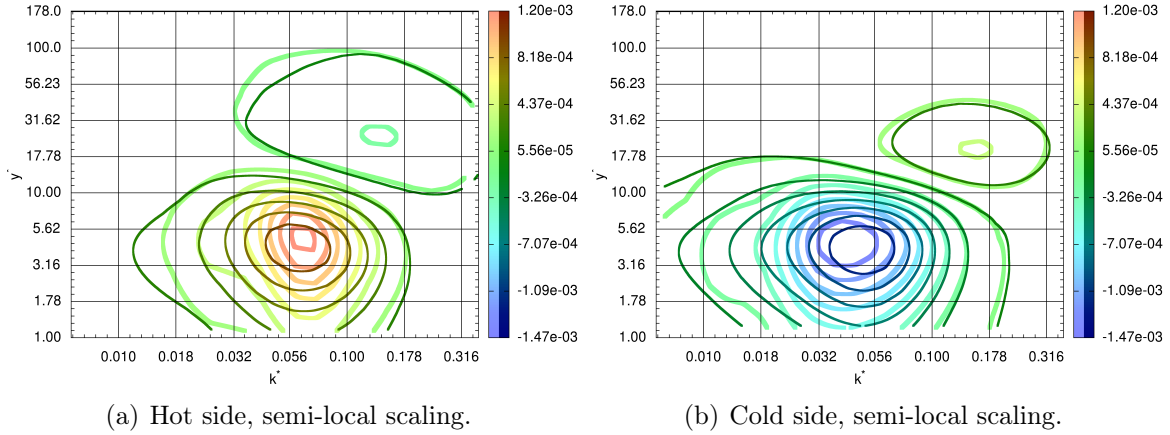 178.0
100.0
56.23
31.62
17.78
10.00
5.62
3.16
1.78
1.00
y*
0.010 0.018 0.032 0.056 0.100 0.178 0.316
k*
1.20e-03
8.18e-04
4.37e-04
5.56e-05
-3.26e-04
-7.07e-04
-1.09e-03
-1.47e-03
(a) Hot side, semi-local scaling.
178.0
100.0
56.23
31.62
17.78
10.00
5.62
3.16
1.78
1.00
y*
0.010 0.018 0.032 0.056 0.100 0.178 0.316
k*
1.20e-03
8.18e-04
4.37e-04
5.56e-05
-3.26e-04
-7.07e-04
-1.09e-03
-1.47e-03
(b) Cold side, semi-local scaling.